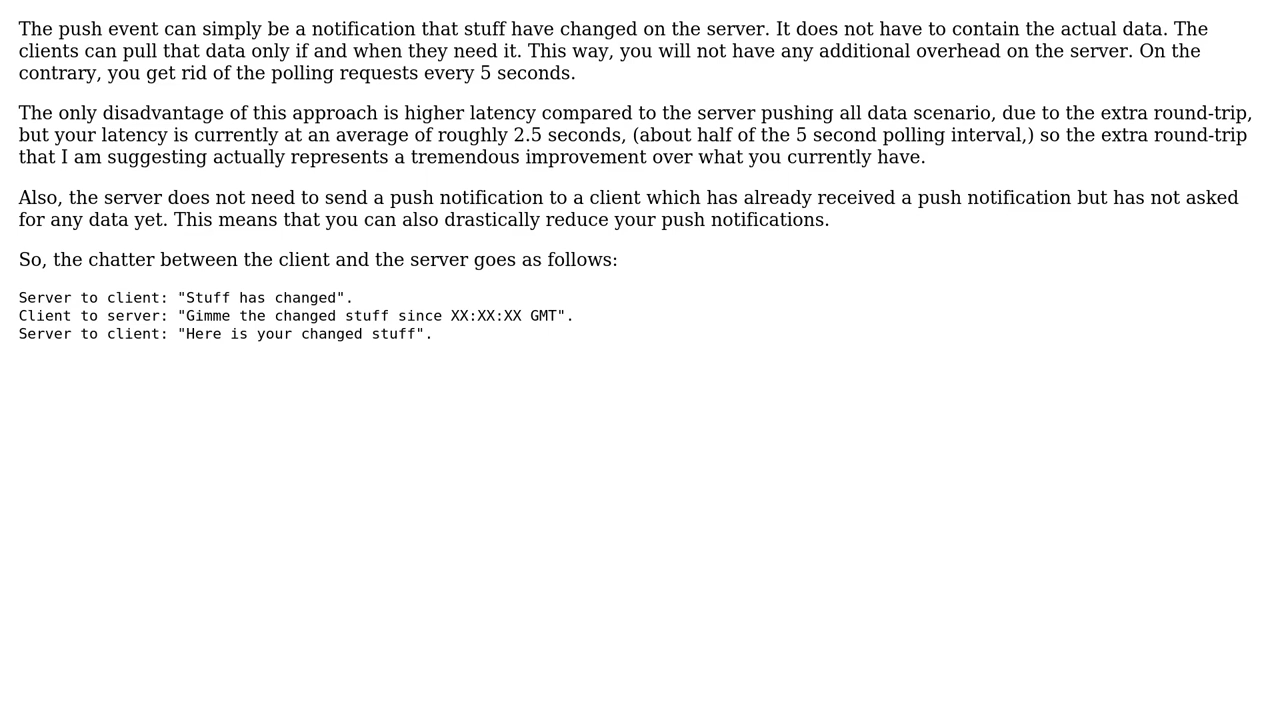 The push event can simply be a notification that stuff have changed on the server. It does not have to contain the actual data. The
clients can pull that data only if and when they need it. This way, you will not have any additional overhead on the server. On the
contrary, you get rid of the polling requests every 5 seconds.
The only disadvantage of this approach is higher latency compared to the server pushing all data scenario, due to the extra round-trip,
but your latency is currently at an average of roughly 2.5 seconds, (about half of the 5 second polling interval,) so the extra round-trip
that I am suggesting actually represents a tremendous improvement over what you currently have.
Also, the server does not need to send a push notification to a client which has already received a push notification but has not asked
for any data yet. This means that you can also drastically reduce your push notifications.
So, the chatter between the client and the server goes as follows:
Server to client: "Stuff has changed".
Client to server: "Gimme the changed stuff since XX:XX:XX GMT".
Server to client: "Here is your changed stuff".